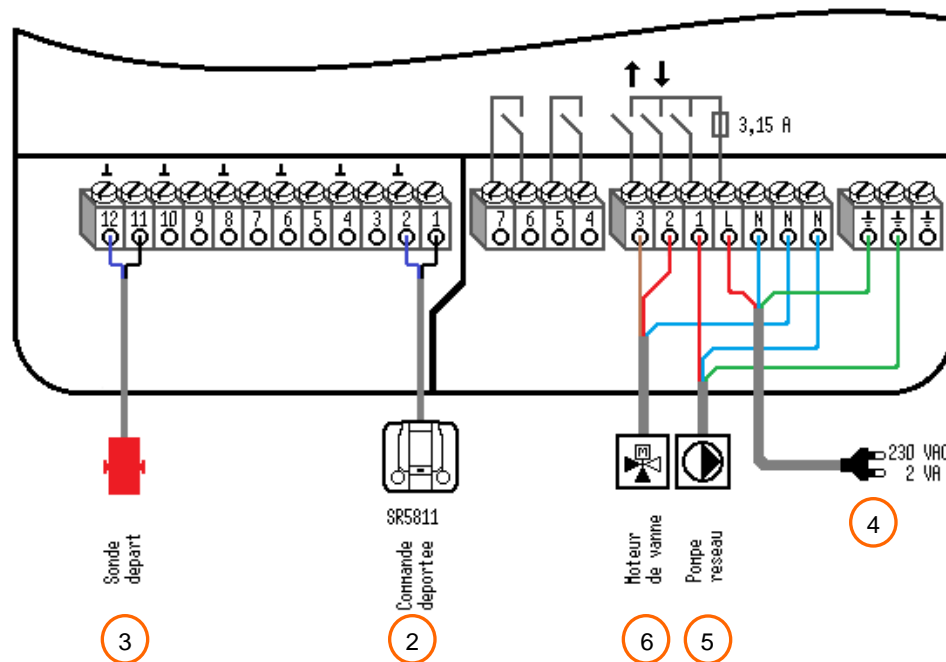 3,15 A
12 11 10 9 8 7 6 5 4 3 2 1
7 6 5 4
3 2 1 L N N N
230 VAC
2 VA
M
SR5811
Sonde
depart
Commande
deportee
Moteur
de vanne
Pompe
reseau
4
3
2
6
5